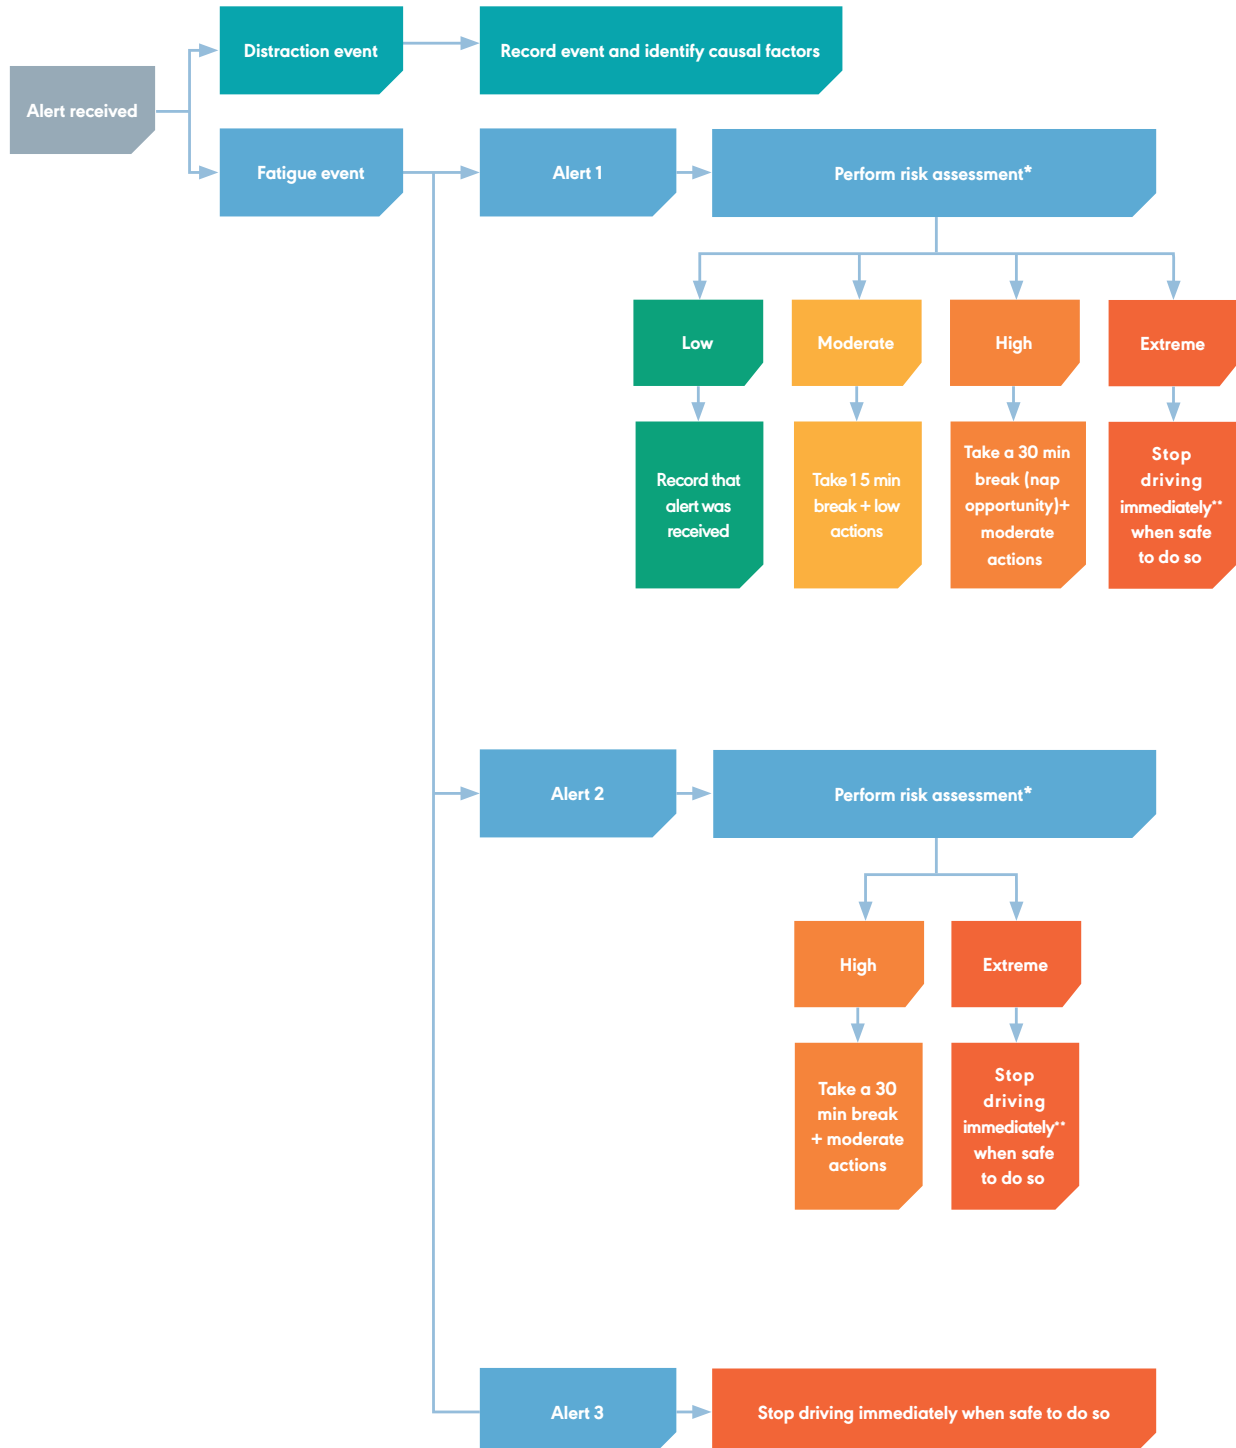 Distraction event
Record event and identify causal factors
Alert received
Fatigue event
Alert 1
Perform risk assessment*
Low
Moderate
High
Extreme
Record that
alert was
received
Take 1 5 min
break + low
actions
Take a 30 min
break (nap
opportunity)+
moderate
actions
Stop
driving
immediately**
when safe
to do so
Alert 2
Perform risk assessment*
High
Extreme
Take a 30
min break
+ moderate
actions
Stop
driving
immediately**
when safe
to do so
Alert 3
Stop driving immediately when safe to do so